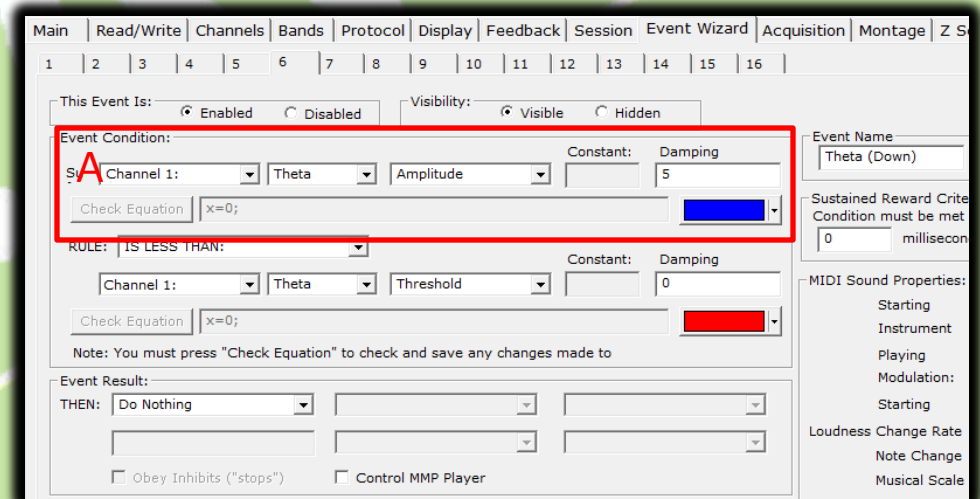 Main Read/Write Channels Bands Protocol Display Feedback Session Event Wizard Acquisition Montage Z
1 2 3 4 5 6 7 8 9 10 11 12 13 14 15 16
This Event Is: Enabled Disabled
Visibility: Visible Hidden
Event Condition:
A
Constant: Damping
Channel 1: Theta Amplitude 5
Check Equation x=0;
RULE: IS LESS THAN:
Constant: Damping
Channel 1: Theta Threshold 0
Check Equation x=0;
Note: You must press "Check Equation" to check and save any changes made to
Event Result:
THEN: Do Nothing
Obey Inhibits ("stops") Control MMP Player
Event Name
Theta (Down)
Sustained Reward Crite
Condition must be met
0 millisecon
MIDI Sound Properties:
Starting
Instrument
Playing
Modulation:
Starting
Loudness Change Rate
Note Change
Musical Scale